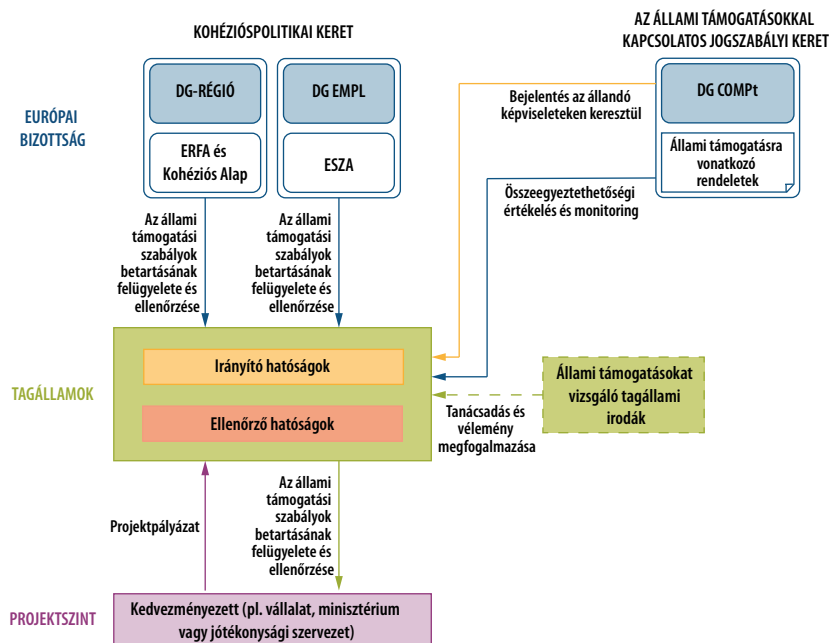 KOHÉZIÓSPOLITIKAI KERET
AZ ÁLLAMI TÁMOGATÁSOKKAL
KAPCSOLATOS JOGSZABÁLYI KERET
EURÓPAI
BIZOTTSÁG
DG-RÉGIÓ
ERFA és
Kohéziós Alap
DG EMPL
ESZA
DG COMPt
Állami támogatásra
vonatkozó
rendeletek
Bejelentés az állandó
képviseleteken keresztül
Összeegyeztethetőségi
értékelés és monitoring
Az állami
támogatási
szabályok
betartásának
felügyelete és
ellenőrzése
Az állami
támogatási
szabályok
betartásának
felügyelete és
ellenőrzése
TAGÁLLAMOK
Irányító hatóságok
Ellenőrző hatóságok
Állami támogatásokat
vizsgáló tagállami
irodák
Tanácsadás és
vélemény
megfogalmazása
Projektpályázat
Az állami
támogatási
szabályok
betartásának
felügyelete és
ellenőrzése
PROJEKTSZINT
Kedvezményezett (pl. vállalat, minisztérium
vagy jótékonysági szervezet)